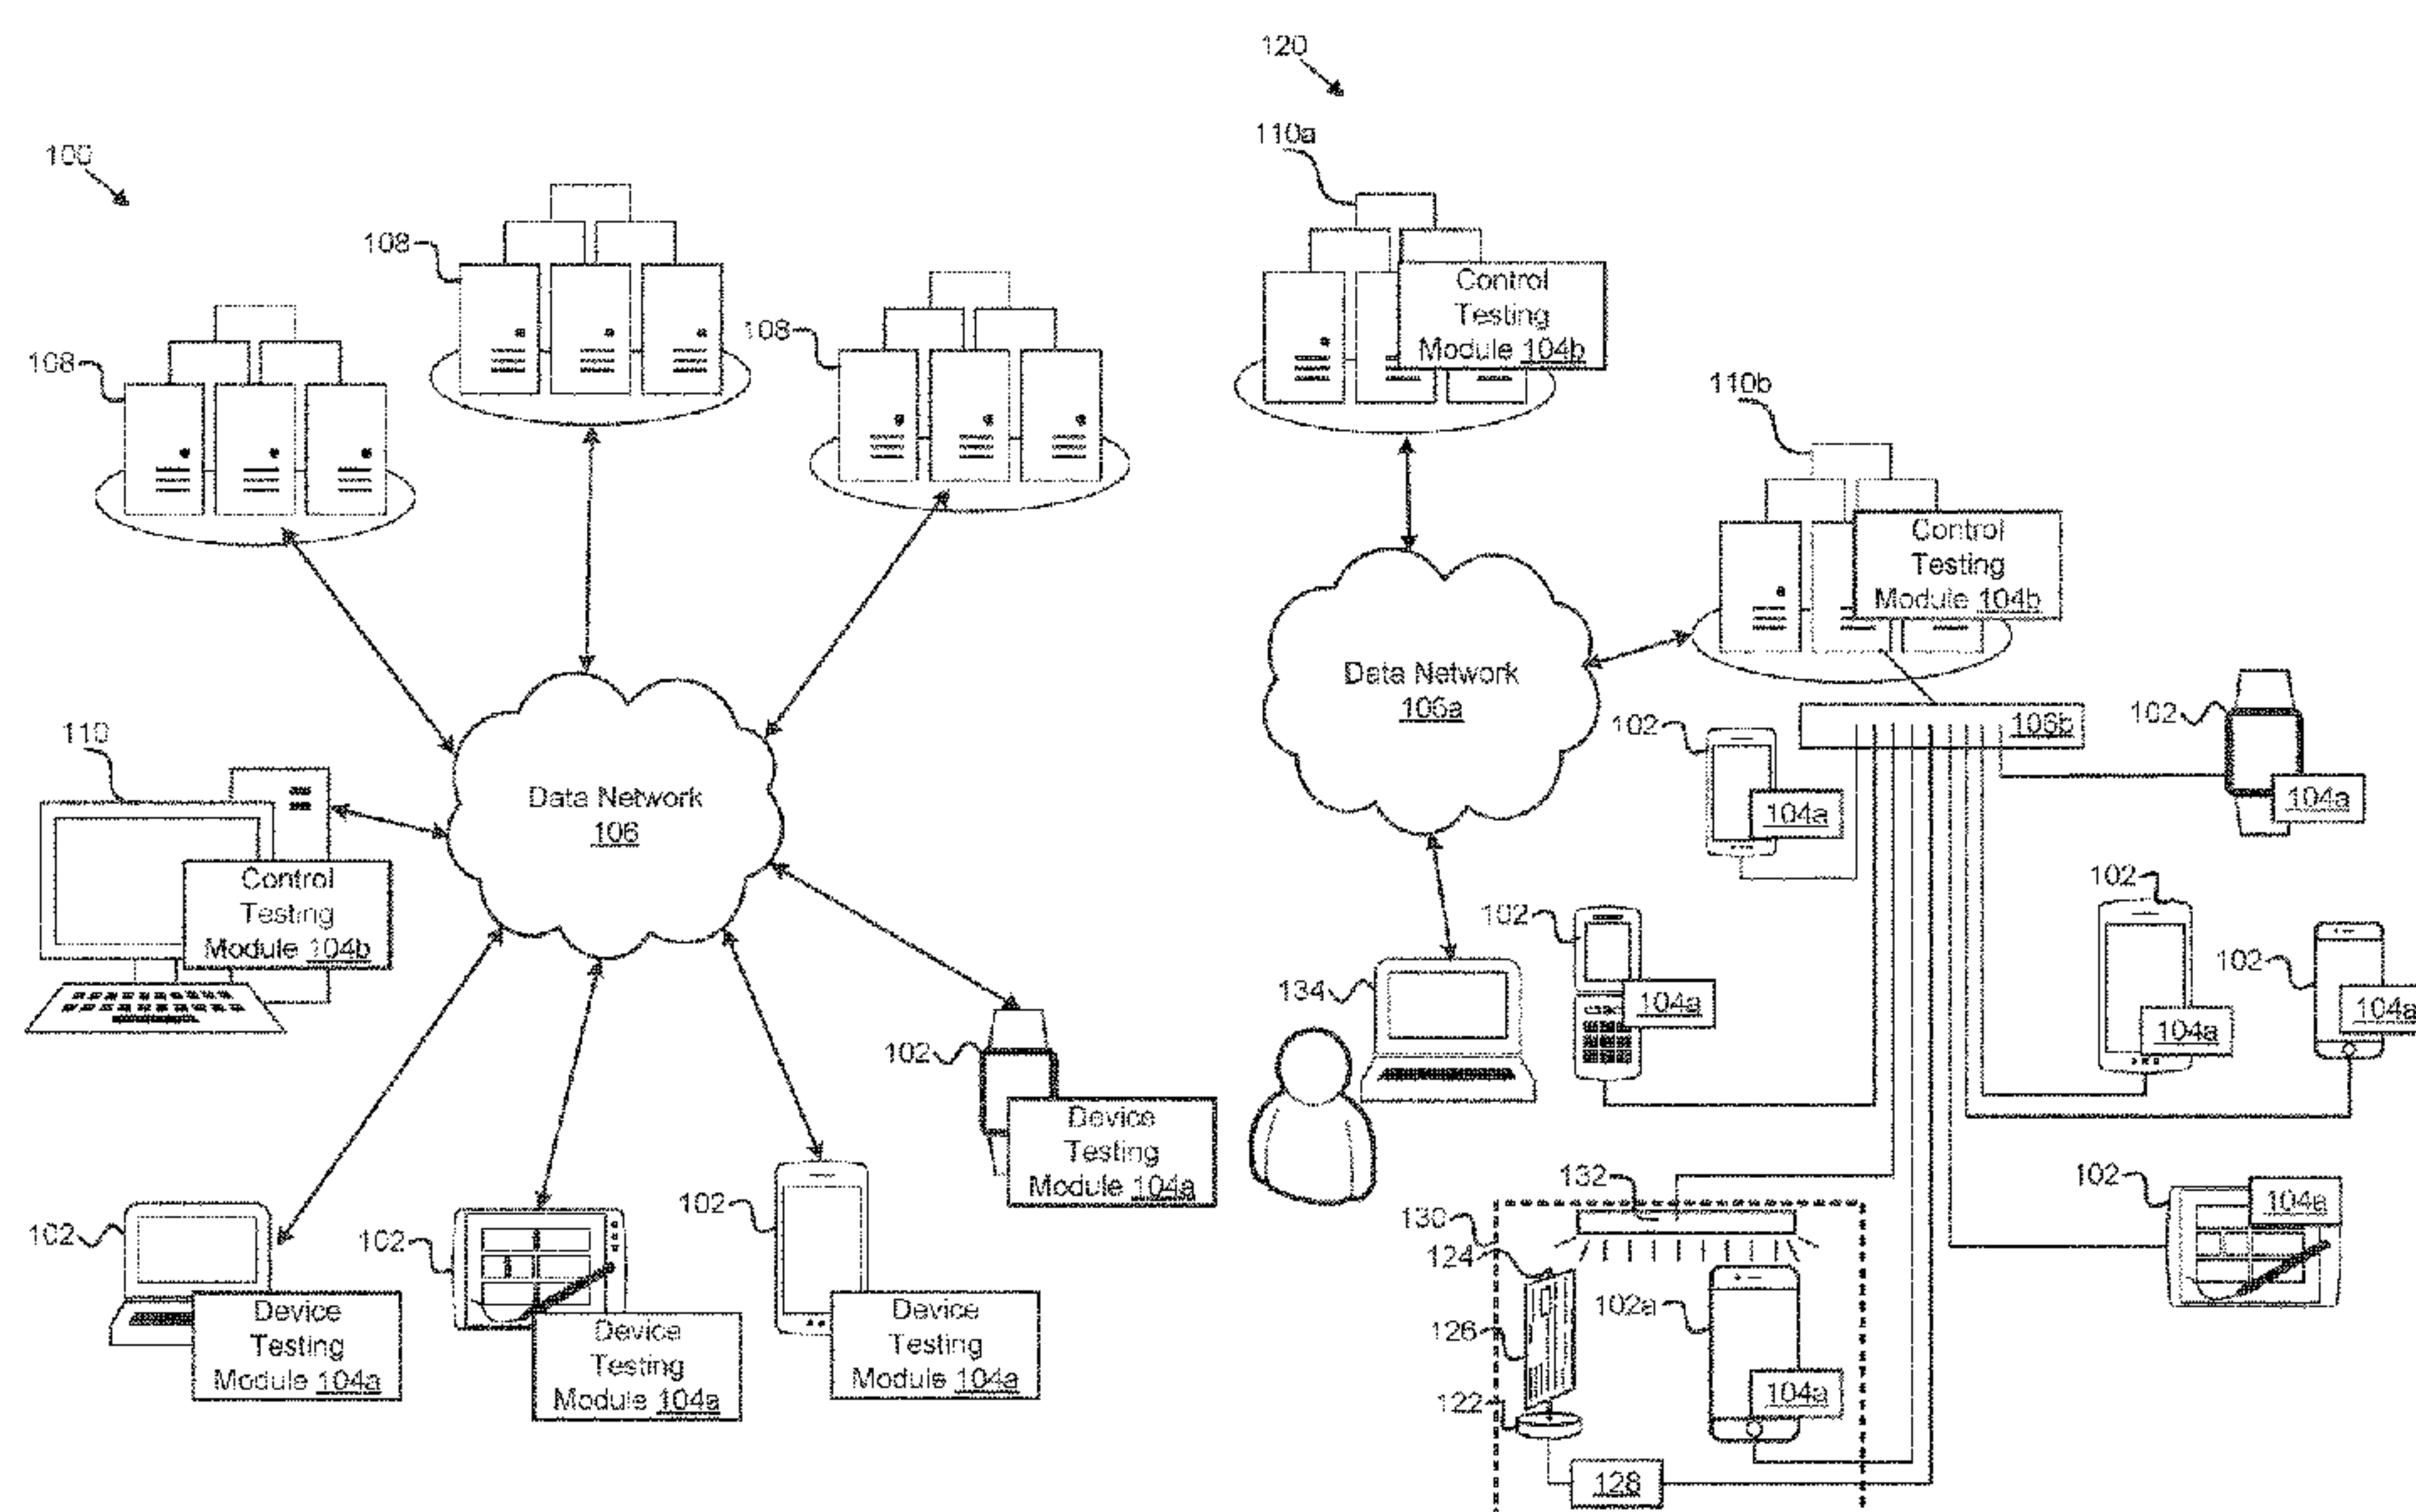 100
108
108
108
110
Control
Testing
Module 104b
Data Network
106
102
Device
Testing
Module 104a
102
Device
Testing
Module 104a
102
Device
Testing
Module 104a
102
Device
Testing
Module 104a
120
110a
Control
Testing
Module 104b
110b
Control
Testing
Module 104b
Data Network
106a
106b
102
104a
102
104a
102
104a
102
104a
102
104a
134
102
104a
132
130
124
126
122
128
102a
104a